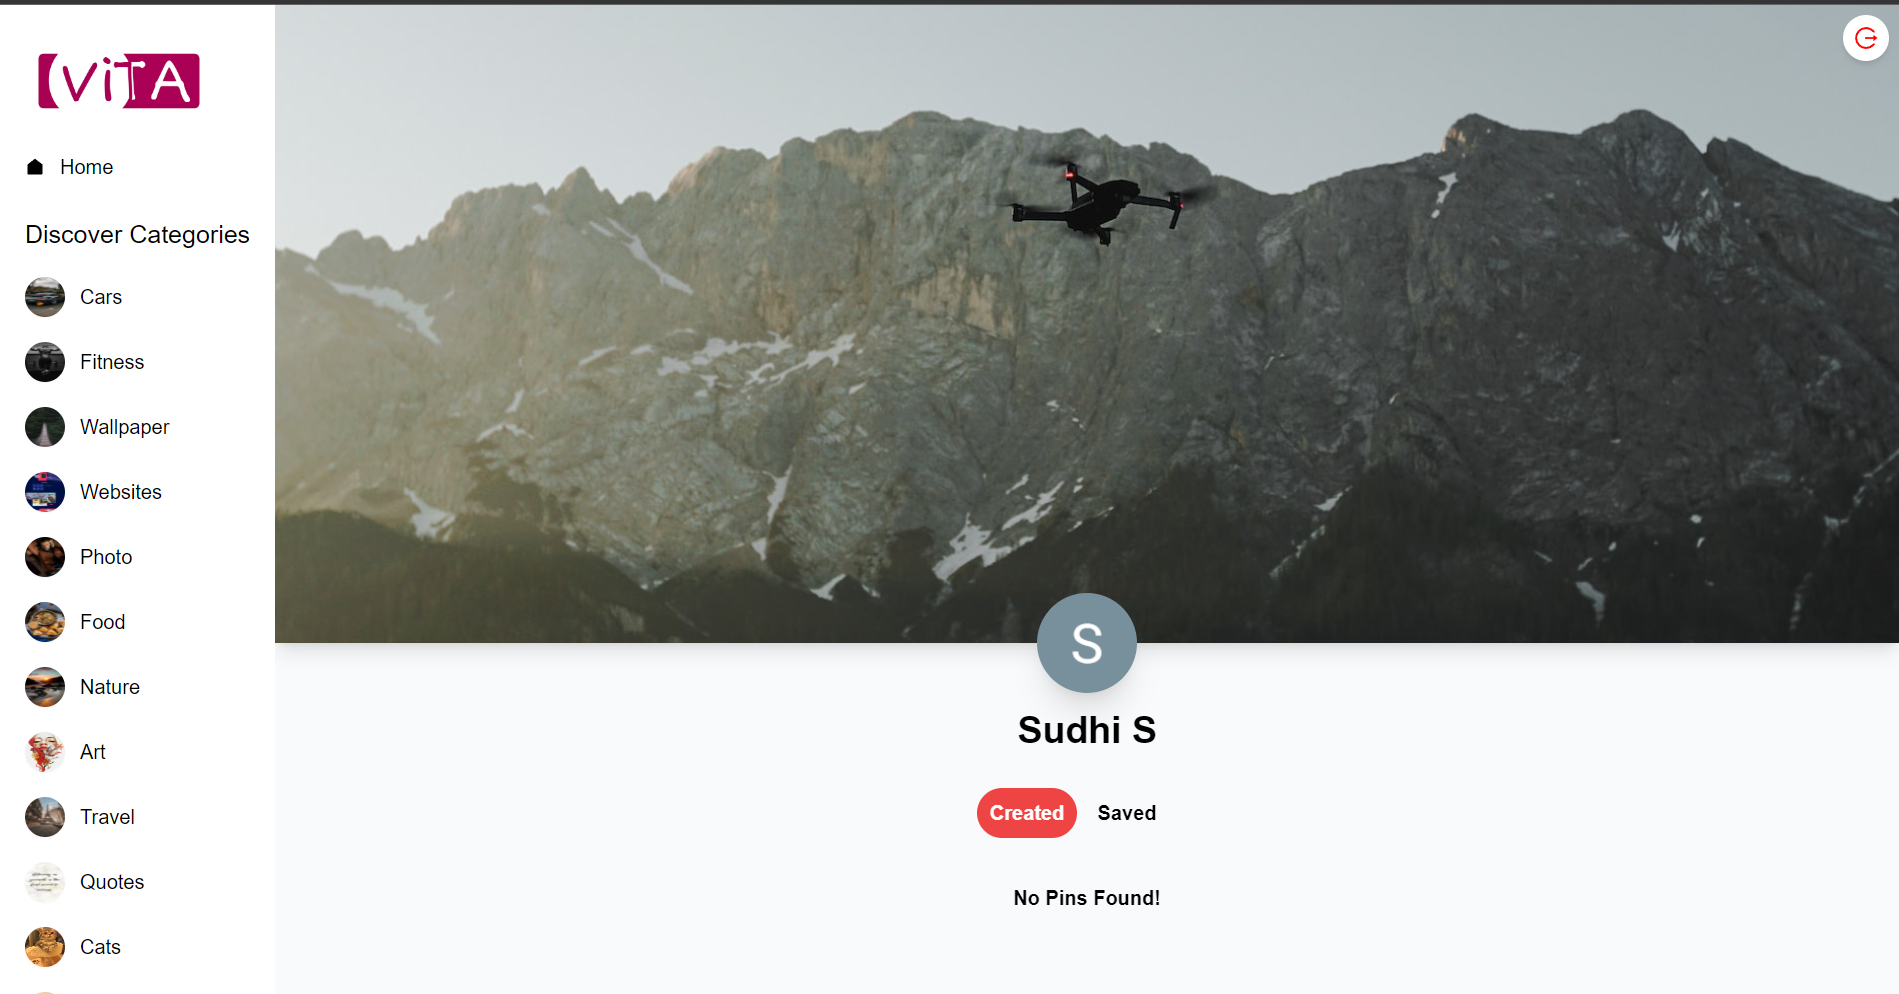 ViTA
Home
Discover Categories
Cars
Fitness
Wallpaper
Websites
Photo
Food
Nature
Art
Travel
Quotes
Cats
S
Sudhi S
Created
Saved
No Pins Found!